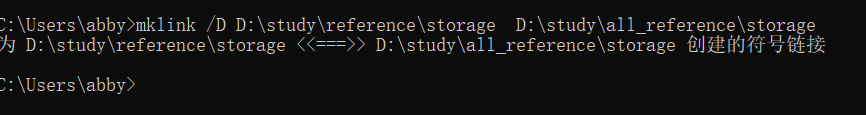 C:\Users\abby>mklink /D D:\study\reference\storage  D:\study\all_reference\storage
为 D:\study\reference\storage <<===>> D:\study\all_reference\storage 创建的符号链接
C:\Users\abby>